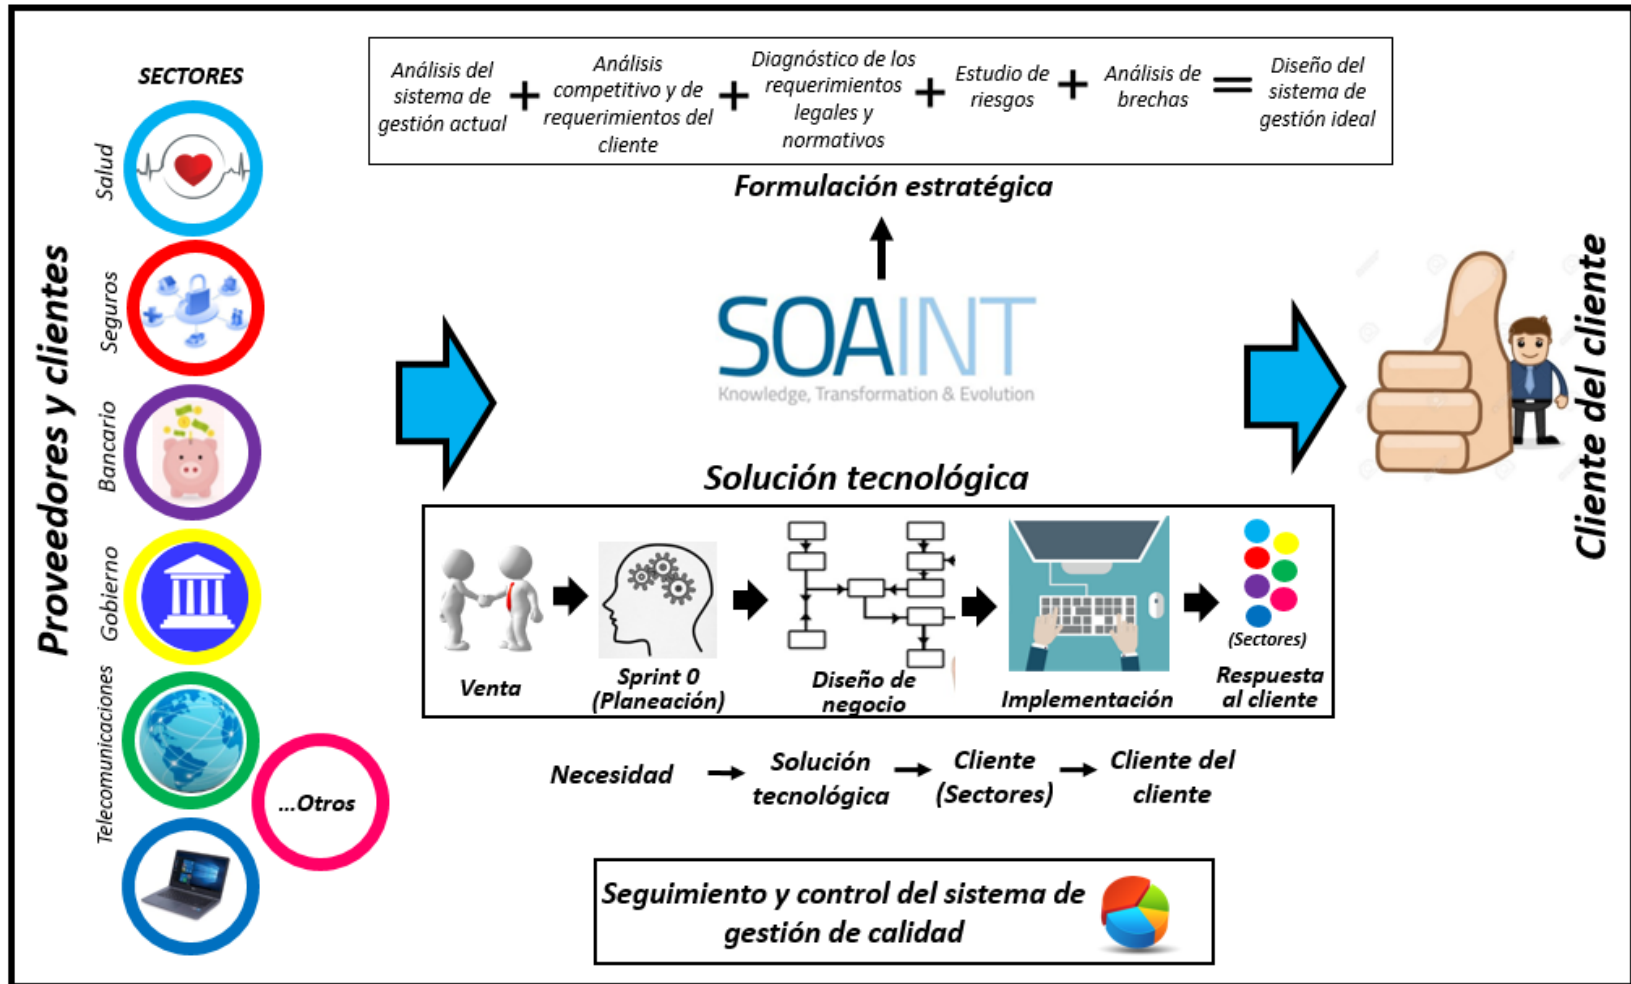 SECTORES
Salud
Seguros
Bancario
Gobierno
Telecomunicaciones
...Otros
Proveedores y clientes
Análisis del
sistema de
gestión actual
+
Análisis
competitivo y de
requerimientos del
cliente
+
Diagnóstico de los
requerimientos
legales y
normativos
+
Estudio de
riesgos
+
Análisis de
brechas
=
Diseño del
sistema de
gestión ideal
Formulación estratégica
SOAINT
Knowledge, Transformation & Evolution
Solución tecnológica
Venta
Sprint 0
(Planeación)
Diseño de
negocio
Implementación
(Sectores)
Respuesta
al cliente
Necesidad
Solución
tecnológica
Cliente
(Sectores)
Cliente del
cliente
Seguimiento y control del sistema de
gestión de calidad
Cliente del cliente